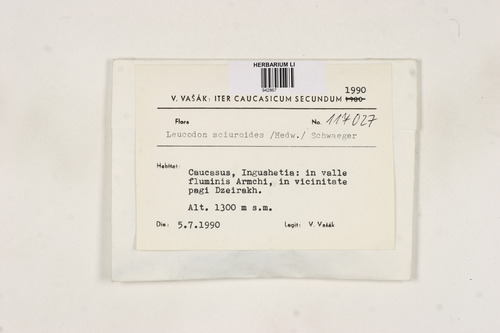 HERBARIUM LI
542867
1990
V. VAŠÁK: ITER CAUCASICUM SECUNDUM 1980
Flora No. 114027
Leucodon sciuroides /Hedw./ Schwaeger
Habitat:
Caucasus, Ingushetia: in valle
fluminis Armchi, in vicinitate
pagi Dzeirakh.
Alt. 1300 m s.m.
Die: 5.7.1990 Legit: V. Vašák